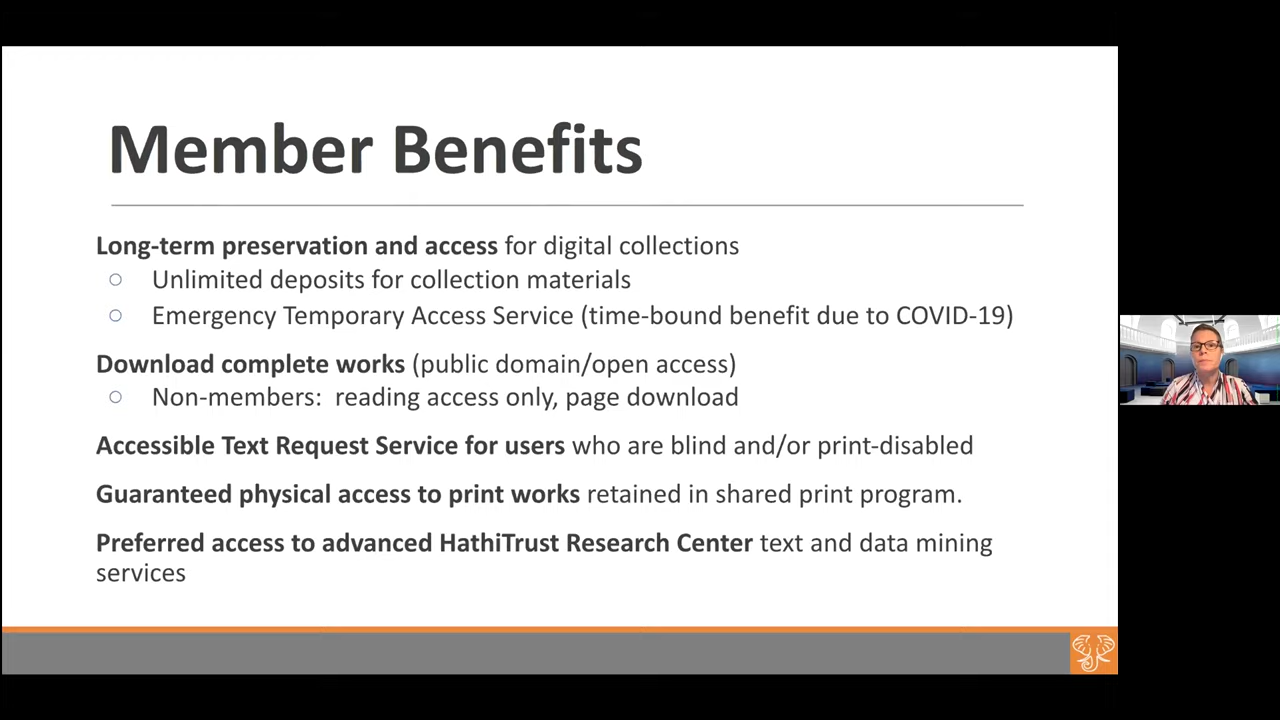 Member Benefits
Long-term preservation and access for digital collections
○ Unlimited deposits for collection materials
○ Emergency Temporary Access Service (time-bound benefit due to COVID-19)
Download complete works (public domain/open access)
○ Non-members: reading access only, page download
Accessible Text Request Service for users who are blind and/or print-disabled
Guaranteed physical access to print works retained in shared print program.
Preferred access to advanced HathiTrust Research Center text and data mining
services